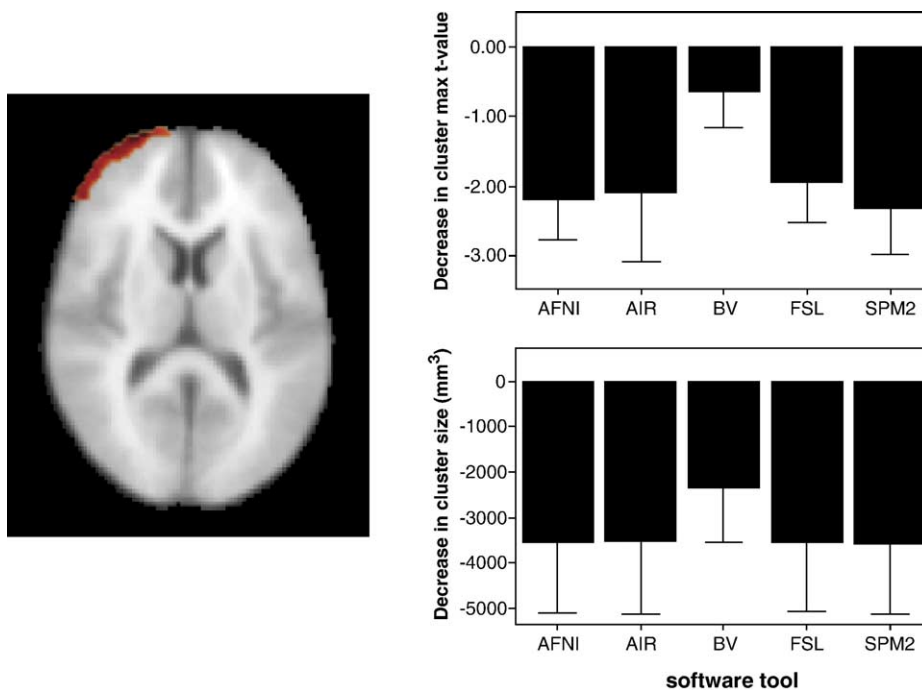 Decrease in cluster max t-value
0.00
-1.00
-2.00
-3.00
AFNI AIR BV FSL SPM2
Decrease in cluster size (mm³)
0
-1000
-2000
-3000
-4000
-5000
AFNI AIR BV FSL SPM2
software tool